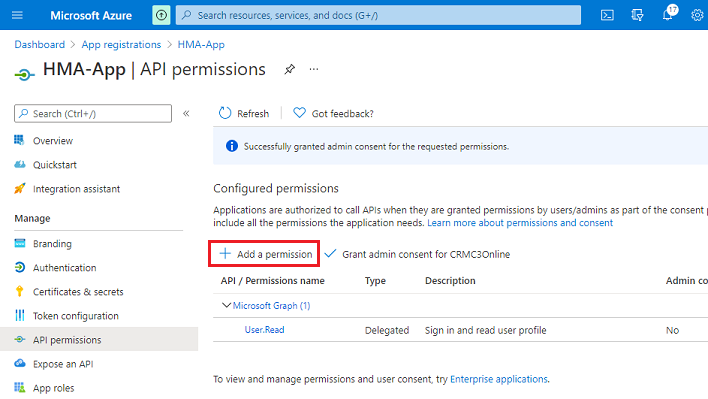 Microsoft Azure
Search resources, services, and docs (G+/)
17
Dashboard > App registrations > HMA-App
HMA-App | API permissions
...
Search (Ctrl+/)
«
Refresh
Got feedback?
Overview
Quickstart
Integration assistant
Manage
Branding
Authentication
Certificates & secrets
Token configuration
API permissions
Expose an API
App roles
Successfully granted admin consent for the requested permissions.
Configured permissions
Applications are authorized to call APIs when they are granted permissions by users/admins as part of the consent p
include all the permissions the application needs. Learn more about permissions and consent
+ Add a permission
Grant admin consent for CRMC3Online
API / Permissions name Type Description Admin co
Microsoft Graph (1)
User.Read Delegated Sign in and read user profile No
To view and manage permissions and user consent, try Enterprise applications.